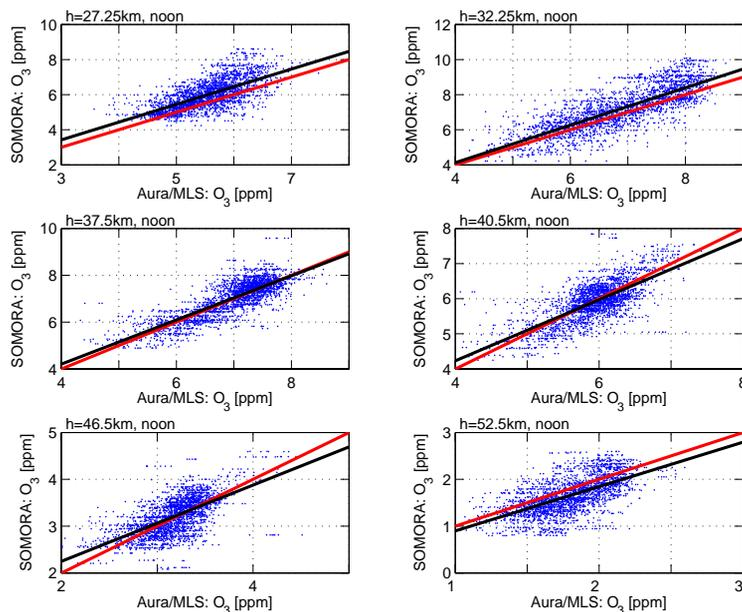 h=27.25km, noon
SOMORA: O3 [ppm]
10
8
6
4
2
3
5
7
Aura/MLS: O3 [ppm]
h=32.25km, noon
SOMORA: O3 [ppm]
12
10
8
6
4
4
6
8
Aura/MLS: O3 [ppm]
h=37.5km, noon
SOMORA: O3 [ppm]
10
8
6
4
4
6
8
Aura/MLS: O3 [ppm]
h=40.5km, noon
SOMORA: O3 [ppm]
8
7
6
5
4
4
6
8
Aura/MLS: O3 [ppm]
h=46.5km, noon
SOMORA: O3 [ppm]
5
4
3
2
2
4
Aura/MLS: O3 [ppm]
h=52.5km, noon
SOMORA: O3 [ppm]
3
2
1
0
1
2
3
Aura/MLS: O3 [ppm]